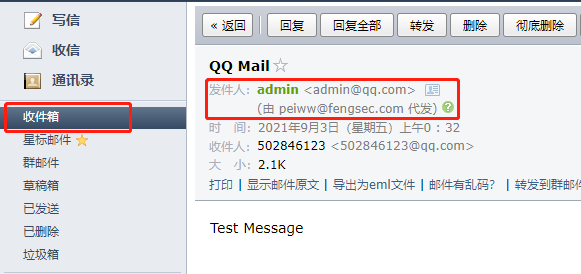 写信
收信
通讯录
收件箱
星标邮件
群邮件
草稿箱
已发送
已删除
垃圾箱
« 返回 回复 回复全部 转发 删除 彻底删除
QQ Mail
发件人: admin <admin@qq.com>
(由 peiww@fengsec.com 代发) ?
时 间: 2021年9月3日 (星期五) 上午0 : 32
收件人: 502846123 <502846123@qq.com>
大 小: 2.1K
打印 | 显示邮件原文 | 导出为eml文件 | 邮件有乱码? | 转发到群邮件
Test Message